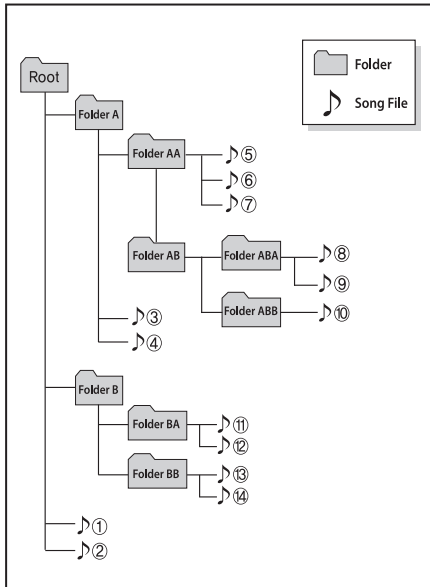 Root
Folder
Song File
Folder A
Folder AA
⑤
⑥
⑦
Folder AB
Folder ABA
⑧
⑨
Folder ABB
⑩
③
④
Folder B
Folder BA
⑪
⑫
Folder BB
⑬
⑭
①
②